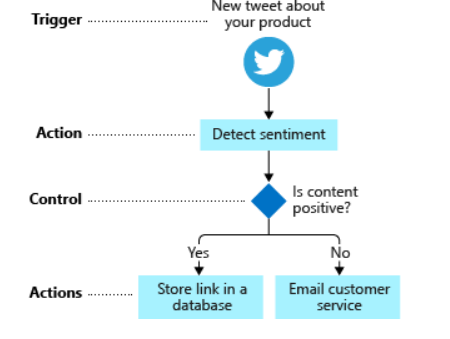 New tweet about
Trigger
your product
Action
Detect sentiment
Control
Is content
positive?
Yes
No
Actions
Store link in a
database
Email customer
service